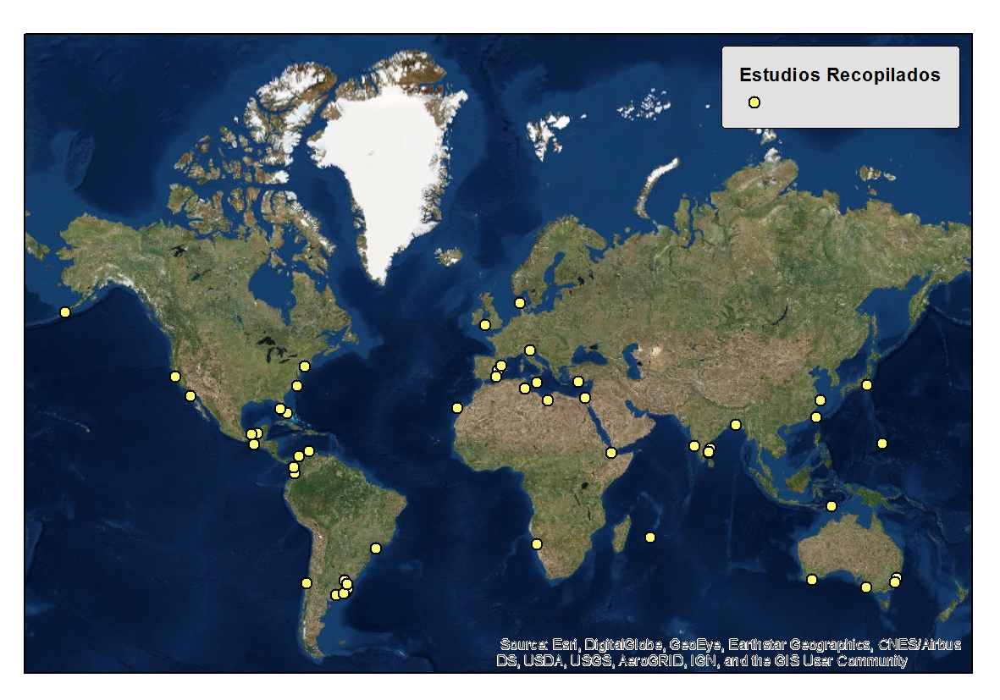 Estudios Recopilados
Source: Esri, DigitalGlobe, GeoEye, Earthstar Geographics, CNES/Airbus
DS, USDA, USGS, AeroGRID, IGN, and the GIS User Community